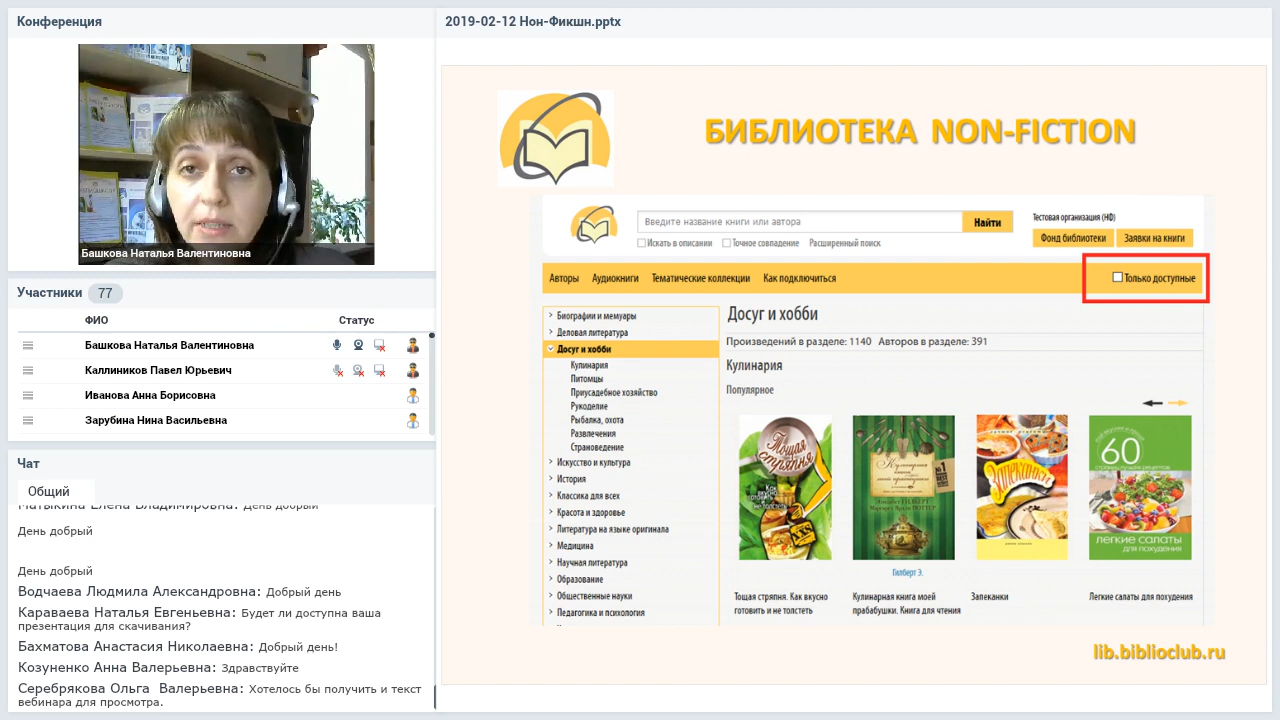 Конференция
Башкова Наталья Валентиновна
Участники 77
ФИО Статус
Башкова Наталья Валентиновна
Каллиников Павел Юрьевич
Иванова Анна Борисовна
Зарубина Нина Васильевна
Чат
Общий
Матыкина Елена Владимировна: День добрый
День добрый
День добрый
Водчаева Людмила Александровна: Добрый день
Караваева Наталья Евгеньевна: Будет ли доступна ваша
презентация для скачивания?
Бахматова Анастасия Николаевна: Добрый день!
Козуненко Анна Валерьевна: Здравствуйте
Серебрякова Ольга Валерьевна: Хотелось бы получить и текст
вебинара для просмотра.
2019-02-12 Нон-Фикшн.pptx
БИБЛИОТЕКА NON-FICTION
Введите название книги или автора
Найти
Искать в описании Точное совпадение Расширенный поиск
Тестовая организация (НФ)
Фонд библиотеки Заявки на книги
Авторы Аудиокниги Тематические коллекции Как подключиться
Только доступные
Биографии и мемуары
Деловая литература
Досуг и хобби
Кулинария
Питомцы
Приусадебное хозяйство
Рукоделие
Рыбалка, охота
Развлечения
Страноведение
Искусство и культура
История
Классика для всех
Красота и здоровье
Литература на языке оригинала
Медицина
Научная литература
Образование
Общественные науки
Педагогика и психология
Досуг и хобби
Произведений в разделе: 1140 Авторов в разделе: 391
Кулинария
Популярное
Тощая
стряпня
Как
вкусно
готовить
Кулинарная
книга
Запеканки
60
легкие салаты
для похудения
Гилберт Э.
Тощая стряпня. Как вкусно
готовить и не толстеть
Кулинарная книга моей
прабабушки. Книга для чтения
Запеканки
Легкие салаты для похудения
lib.biblioclub.ru